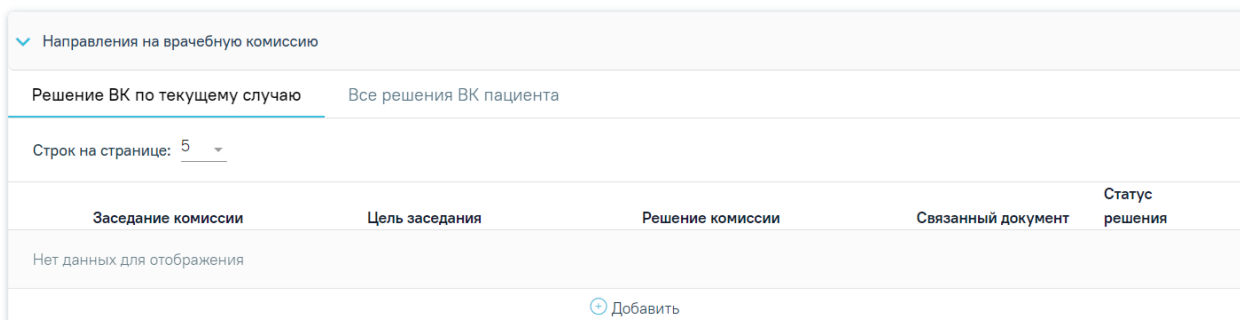 Направления на врачебную комиссию
Решение ВК по текущему случаю Все решения ВК пациента
Строк на странице: 5
Заседание комиссии Цель заседания Решение комиссии Связанный документ Статус решения
Нет данных для отображения
Добавить